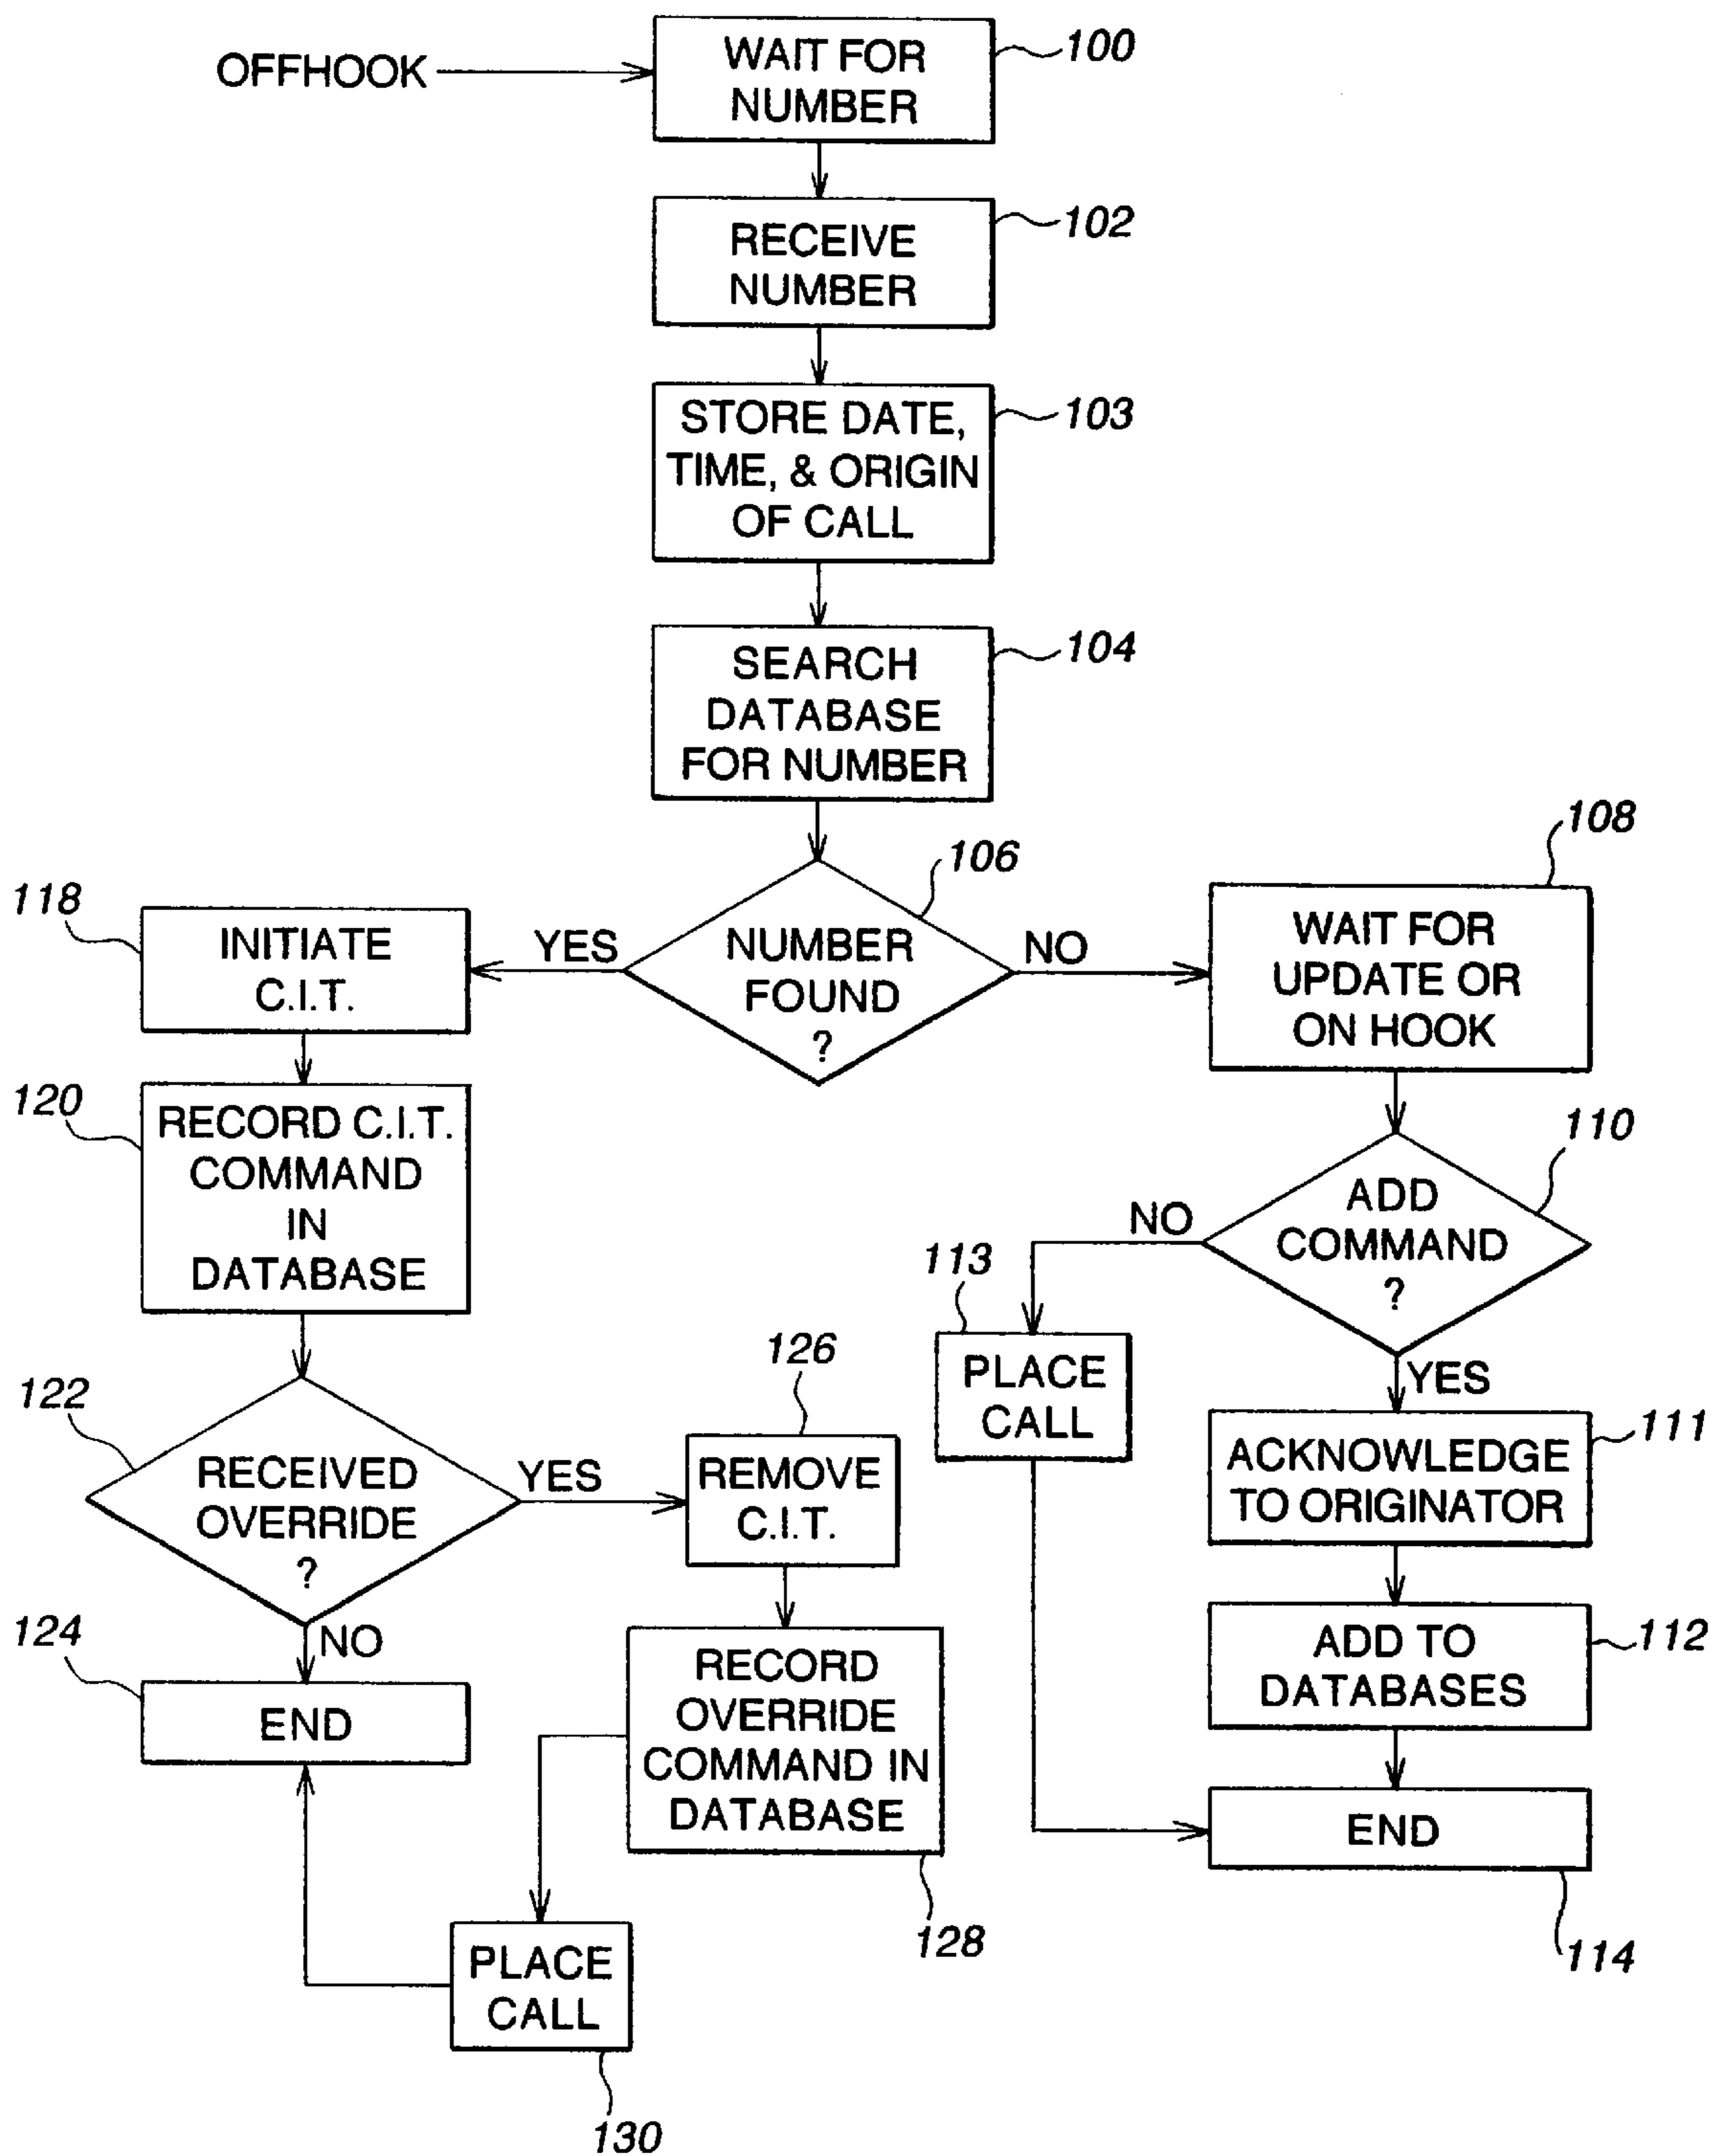 OFFHOOK
WAIT FOR
NUMBER
100
RECEIVE
NUMBER
102
STORE DATE,
TIME, & ORIGIN
OF CALL
103
SEARCH
DATABASE
FOR NUMBER
104
NUMBER
FOUND
?
106
YES
NO
118
INITIATE
C.I.T.
108
WAIT FOR
UPDATE OR
ON HOOK
120
RECORD C.I.T.
COMMAND
IN
DATABASE
110
ADD
COMMAND
?
NO
YES
113
PLACE
CALL
111
ACKNOWLEDGE
TO ORIGINATOR
112
ADD TO
DATABASES
END
114
122
RECEIVED
OVERRIDE
?
YES
NO
124
END
126
REMOVE
C.I.T.
RECORD
OVERRIDE
COMMAND IN
DATABASE
128
PLACE
CALL
130